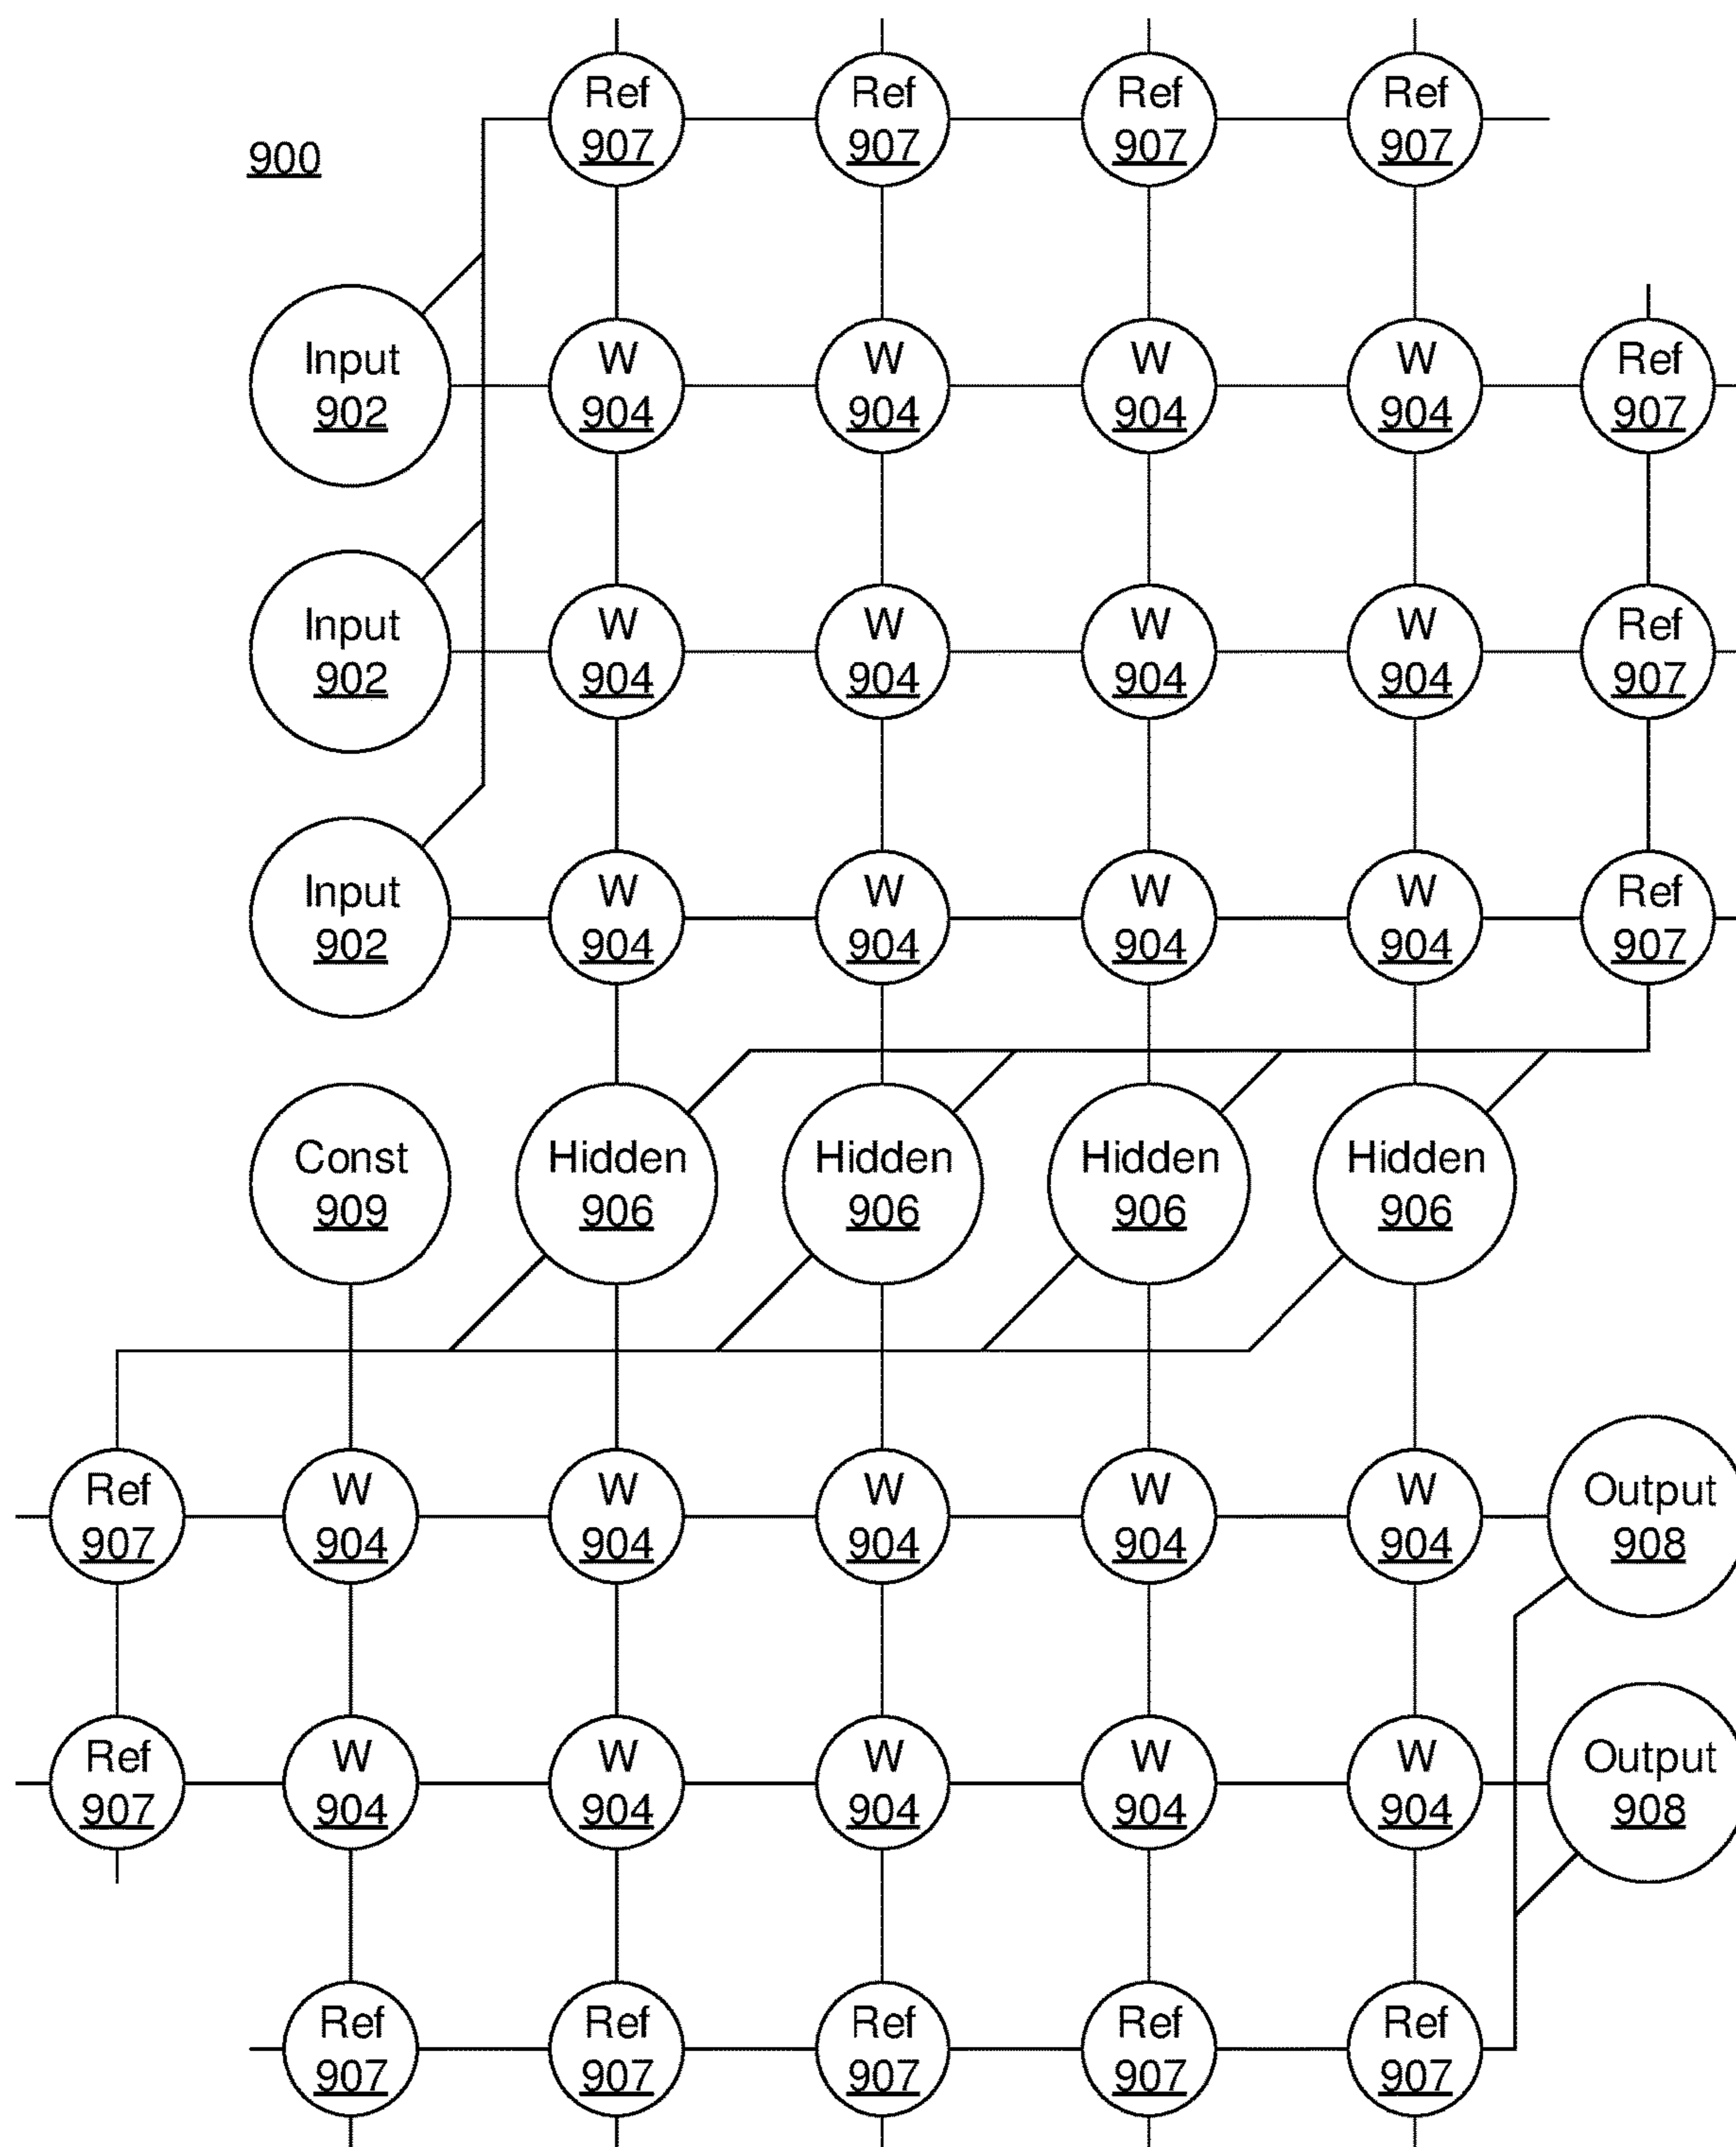 Ref Ref Ref Ref
907 907 907 907
900
Input W W W W Ref
902 904 904 904 904 907
Input W W W W Ref
902 904 904 904 904 907
Input W W W W Ref
902 904 904 904 904 907
Const Hidden Hidden Hidden Hidden
909 906 906 906 906
Ref W W W W W Output
907 904 904 904 904 904 908
Ref W W W W W Output
907 904 904 904 904 904 908
Ref Ref Ref Ref Ref
907 907 907 907 907